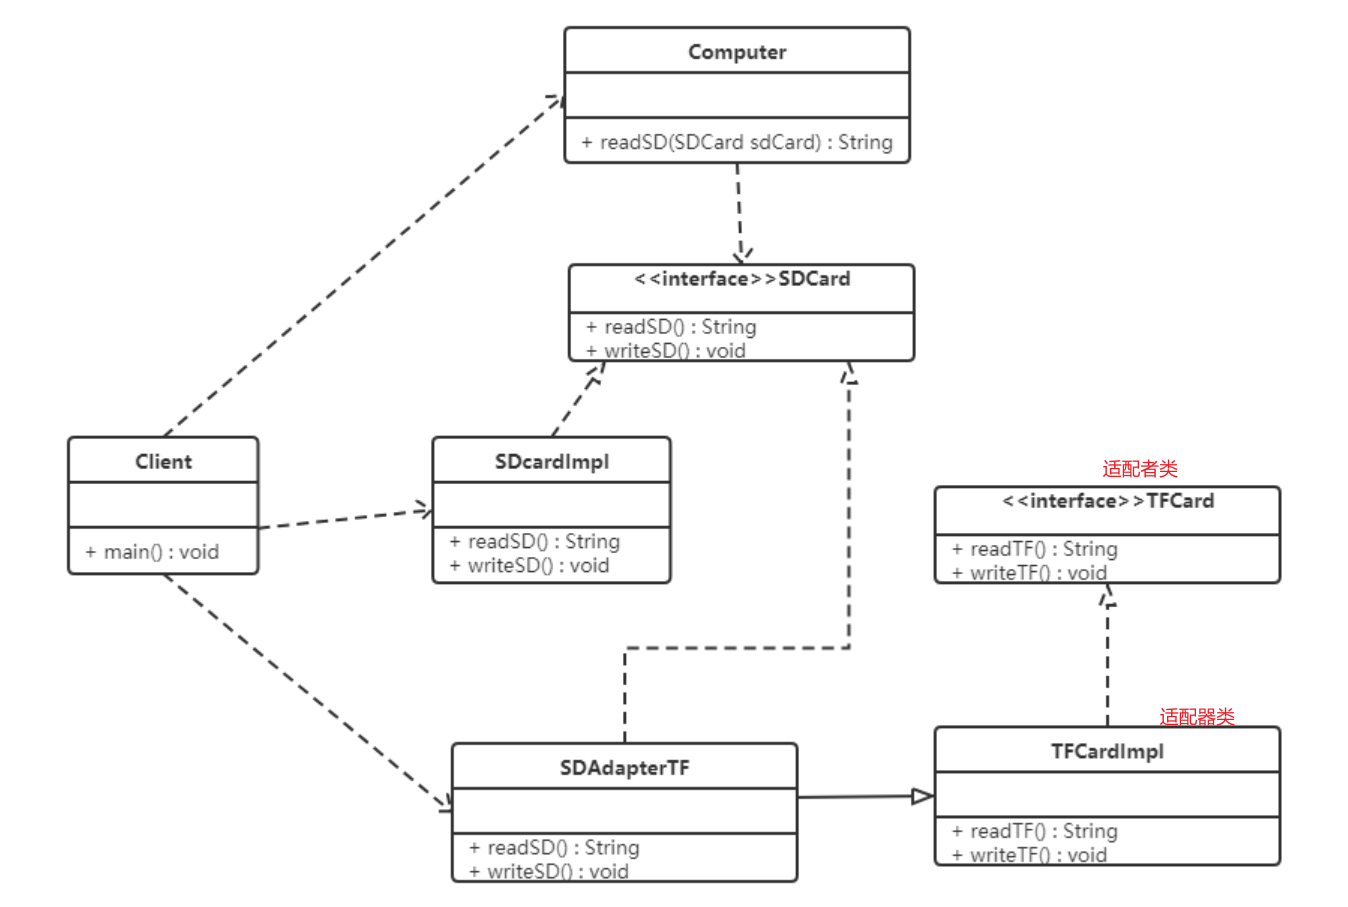 Computer
+ readSD(SDCard sdCard) : String
<<interface>>SDCard
+ readSD() : String
+ writeSD() : void
Client
+ main() : void
SDcardImpl
+ readSD() : String
+ writeSD() : void
适配者类
<<interface>>TFCard
+ readTF() : String
+ writeTF() : void
SDAdapterTF
+ readSD() : String
+ writeSD() : void
适配器类
TFCardImpl
+ readTF() : String
+ writeTF() : void